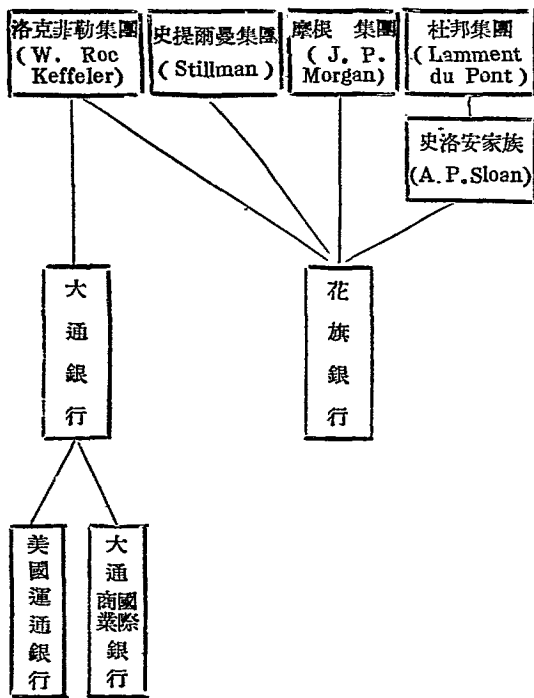 洛克非勒集團
(W. Roc
Keffeler)
史提爾曼集團
(Stillman)
摩根 集團
(J. P.
Morgan)
杜邦集團
(Lamment
du Pont)
史洛安家族
(A. P. Sloan)
大通銀行
花旗銀行
美國運通銀行
大通國際商業銀行